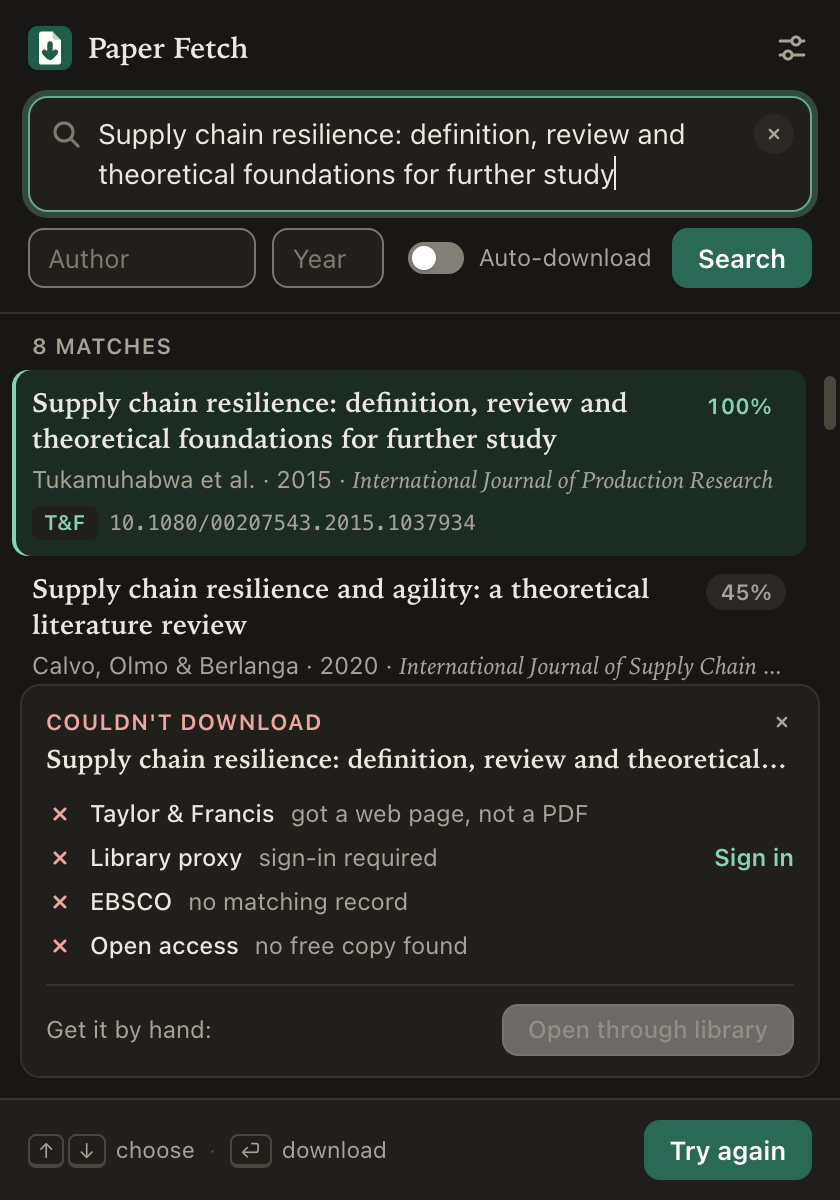 Paper Fetch
Supply chain resilience: definition, review and
theoretical foundations for further study
Author
Year
Auto-download
Search
8 MATCHES
Supply chain resilience: definition, review and
theoretical foundations for further study
100%
Tukamuhabwa et al. · 2015 · International Journal of Production Research
T&F 10.1080/00207543.2015.1037934
Supply chain resilience and agility: a theoretical
literature review
45%
Calvo, Olmo & Berlanga · 2020 · International Journal of Supply Chain ...
COULDN'T DOWNLOAD
Supply chain resilience: definition, review and theoretical...
Taylor & Francis got a web page, not a PDF
Library proxy sign-in required Sign in
EBSCO no matching record
Open access no free copy found
Get it by hand: Open through library
↑ ↓ choose · ↵ download
Try again